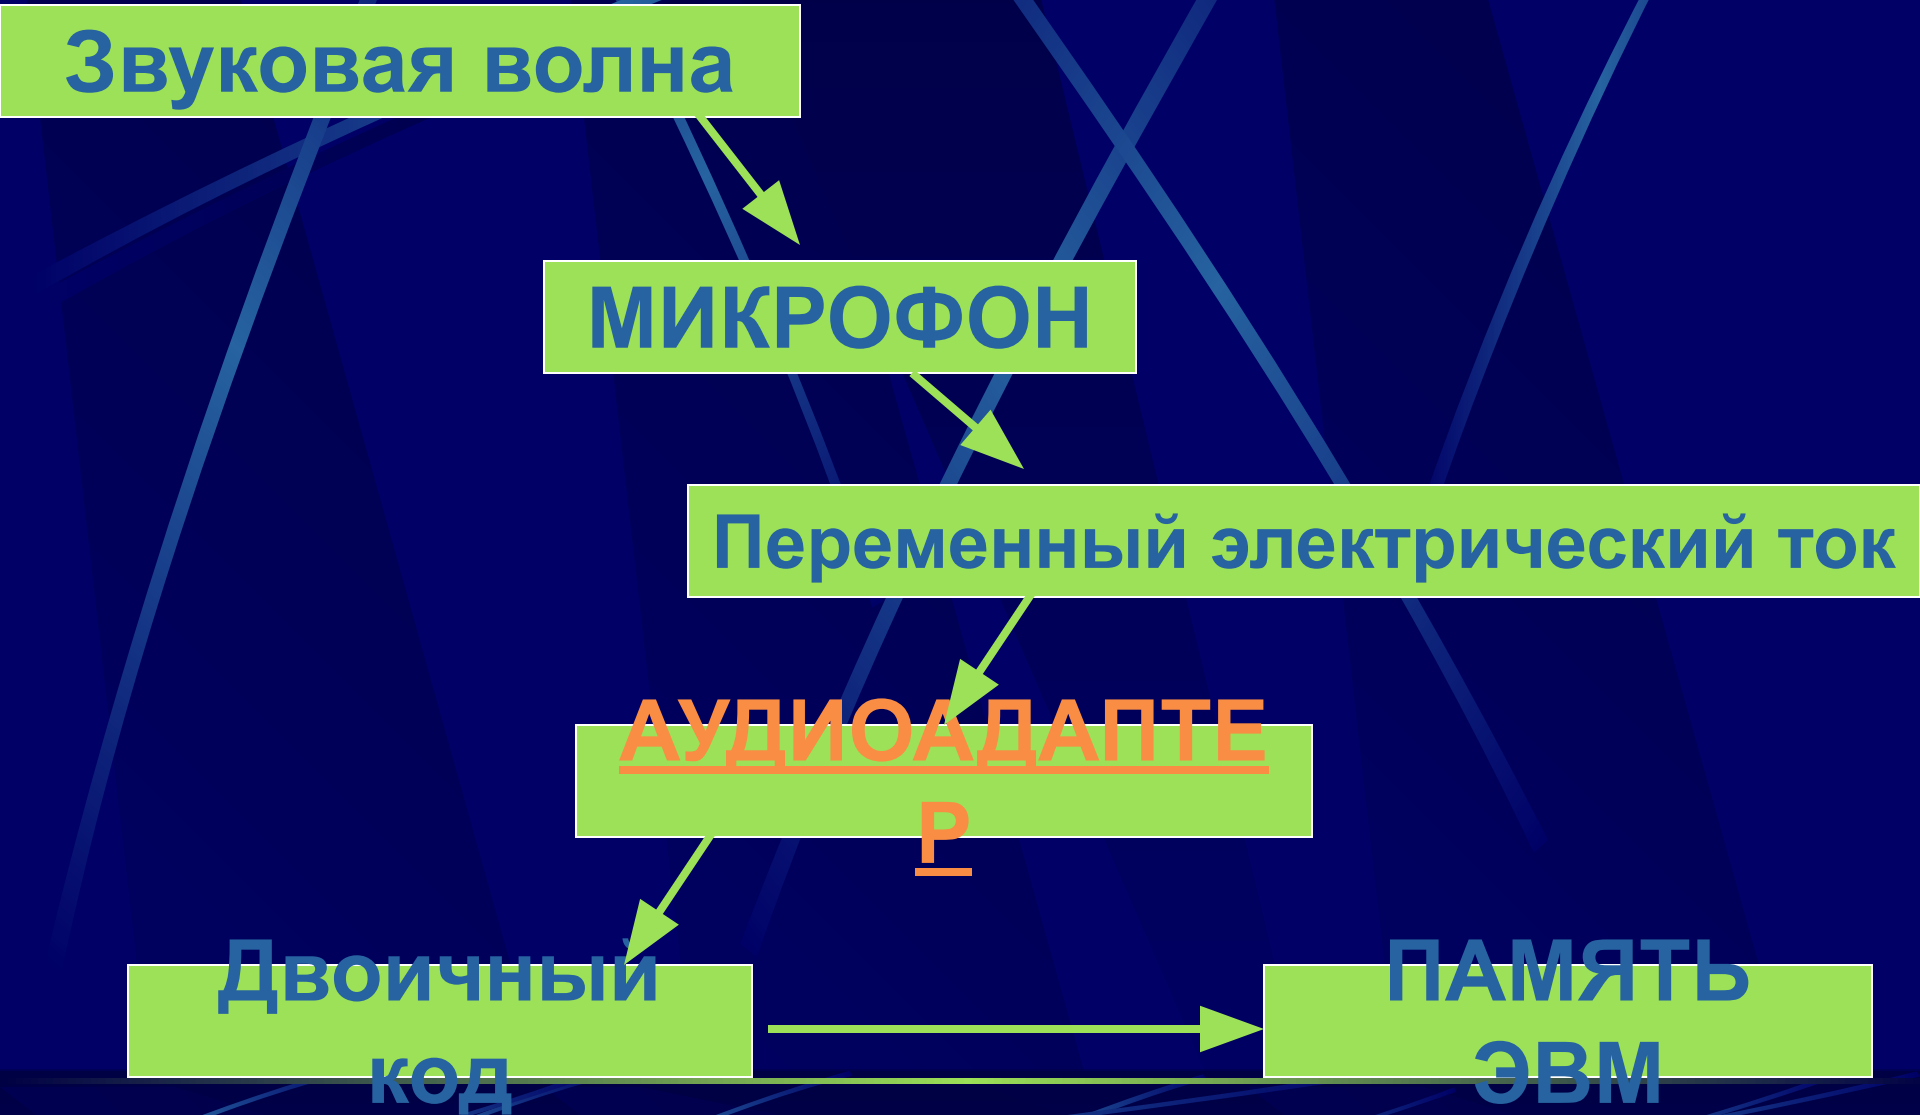 Звуковая волна
МИКРОФОН
Переменный электрический ток
АУДИОАДАПТЕ
Р
Двоичный
код
ПАМЯТЬ
ЭВМ